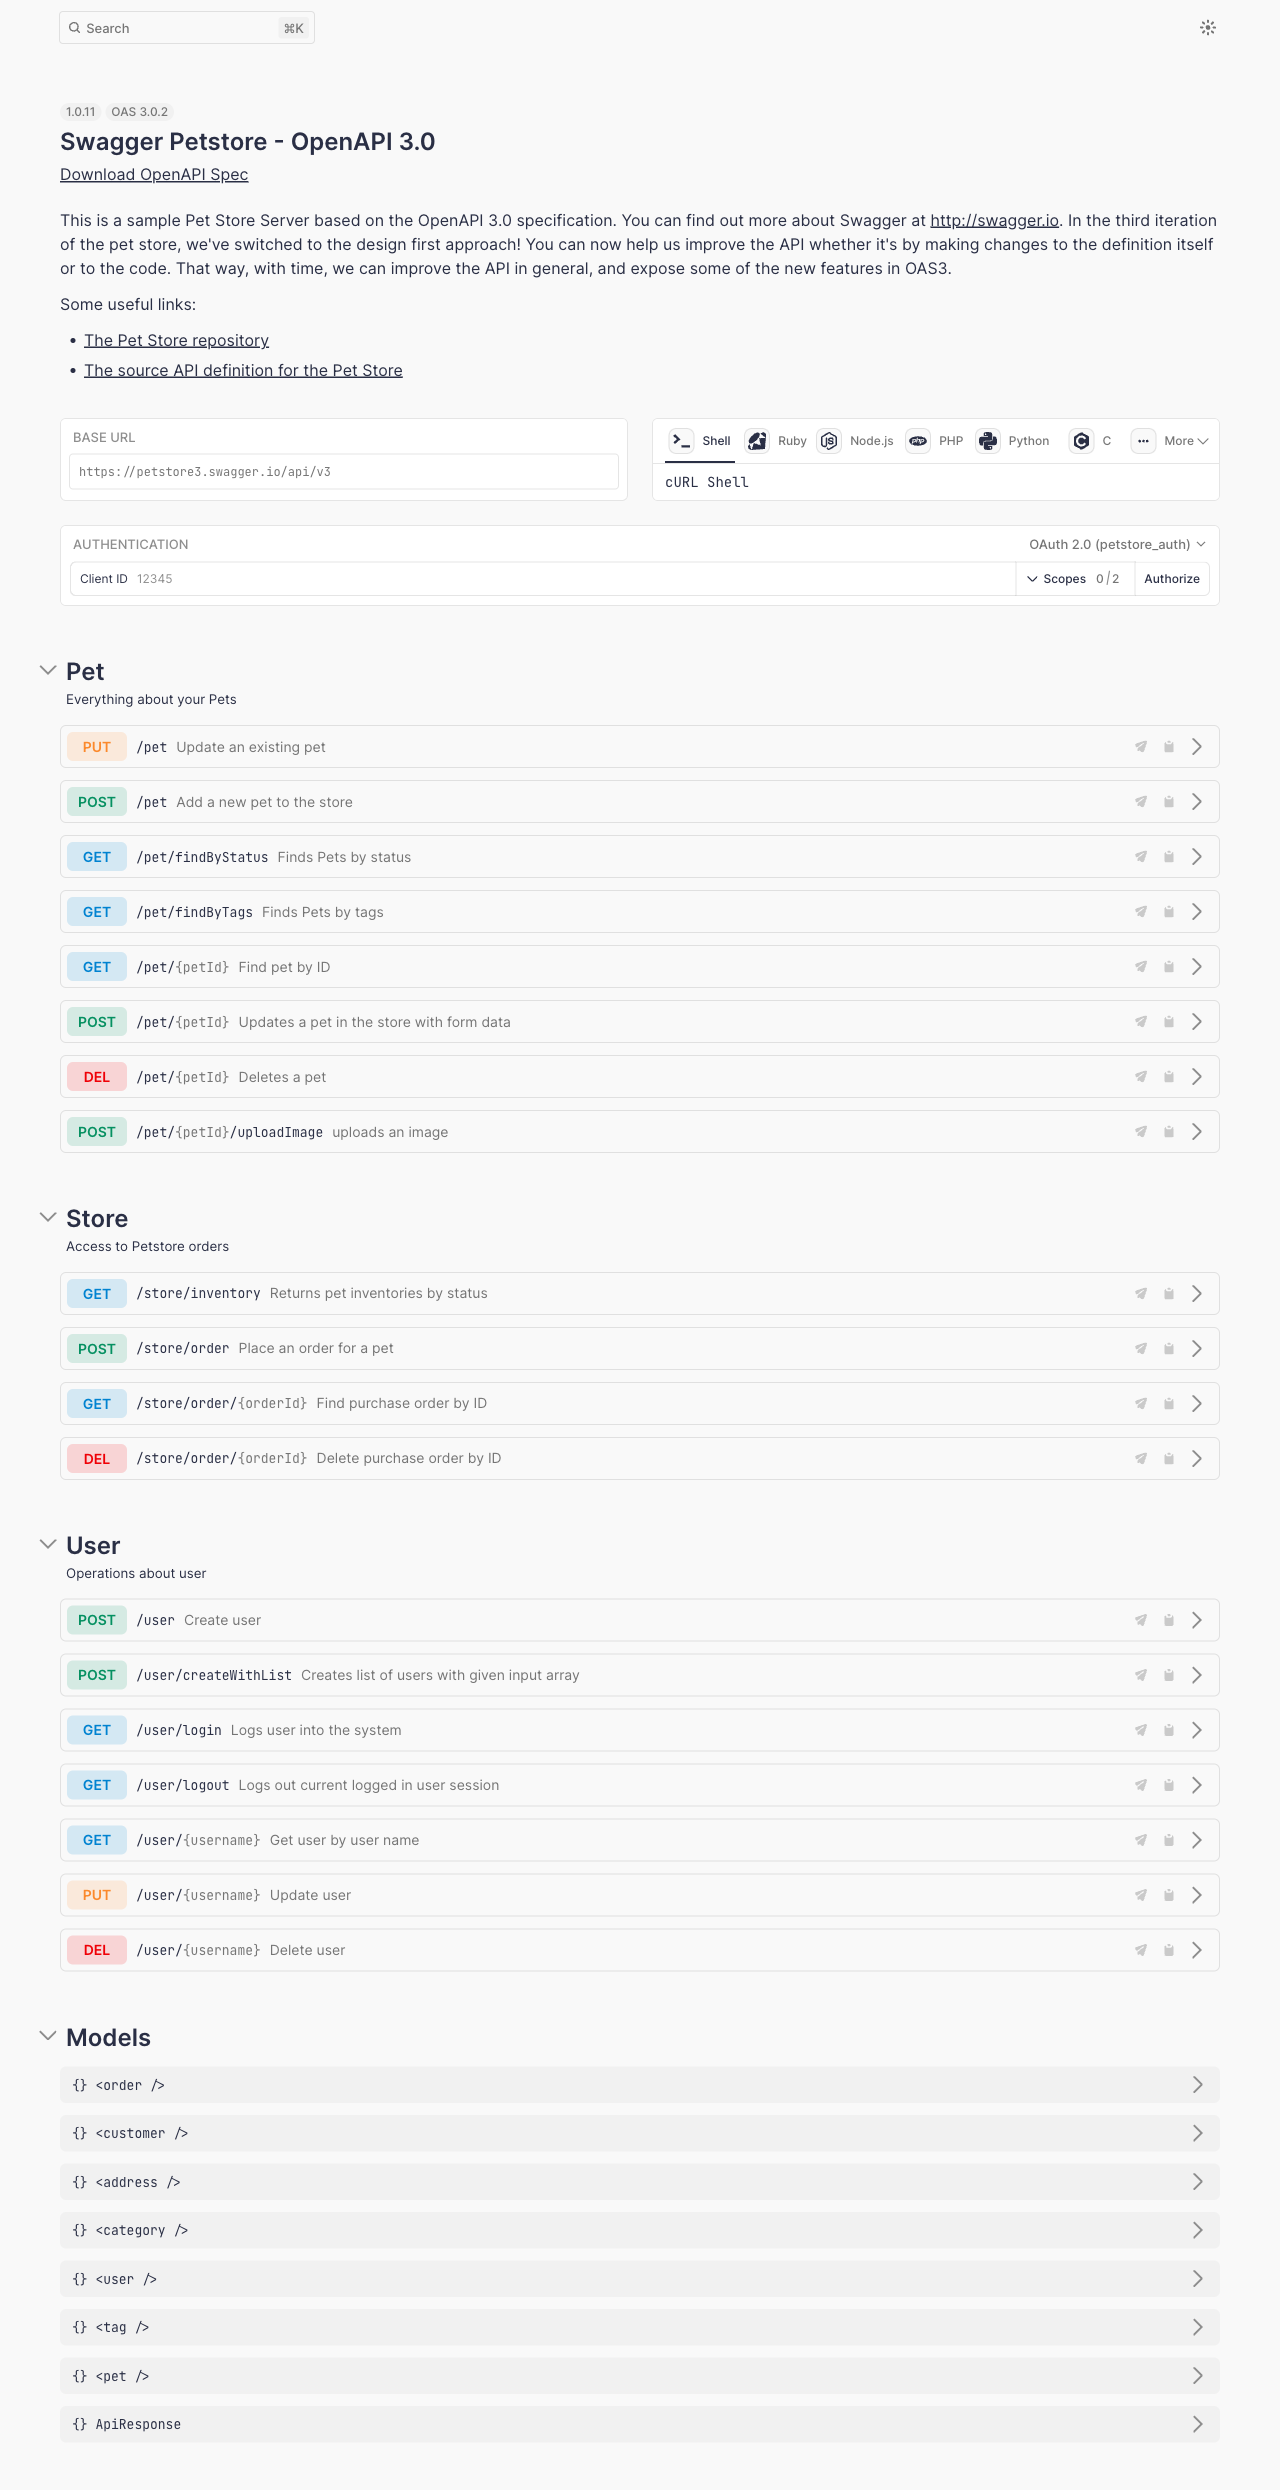 Search ⌘K
1.0.11 OAS 3.0.2
Swagger Petstore - OpenAPI 3.0
Download OpenAPI Spec
This is a sample Pet Store Server based on the OpenAPI 3.0 specification. You can find out more about Swagger at http://swagger.io. In the third iteration
of the pet store, we've switched to the design first approach! You can now help us improve the API whether it's by making changes to the definition itself
or to the code. That way, with time, we can improve the API in general, and expose some of the new features in OAS3.
Some useful links:
• The Pet Store repository
• The source API definition for the Pet Store
BASE URL
https://petstore3.swagger.io/api/v3
Shell Ruby Node.js PHP Python C More
cURL Shell
AUTHENTICATION OAuth 2.0 (petstore_auth)
Client ID 12345 Scopes 0/2 Authorize
Pet
Everything about your Pets
PUT /pet Update an existing pet
POST /pet Add a new pet to the store
GET /pet/findByStatus Finds Pets by status
GET /pet/findByTags Finds Pets by tags
GET /pet/{petId} Find pet by ID
POST /pet/{petId} Updates a pet in the store with form data
DEL /pet/{petId} Deletes a pet
POST /pet/{petId}/uploadImage uploads an image
Store
Access to Petstore orders
GET /store/inventory Returns pet inventories by status
POST /store/order Place an order for a pet
GET /store/order/{orderId} Find purchase order by ID
DEL /store/order/{orderId} Delete purchase order by ID
User
Operations about user
POST /user Create user
POST /user/createWithList Creates list of users with given input array
GET /user/login Logs user into the system
GET /user/logout Logs out current logged in user session
GET /user/{username} Get user by user name
PUT /user/{username} Update user
DEL /user/{username} Delete user
Models
{} <order />
{} <customer />
{} <address />
{} <category />
{} <user />
{} <tag />
{} <pet />
{} ApiResponse